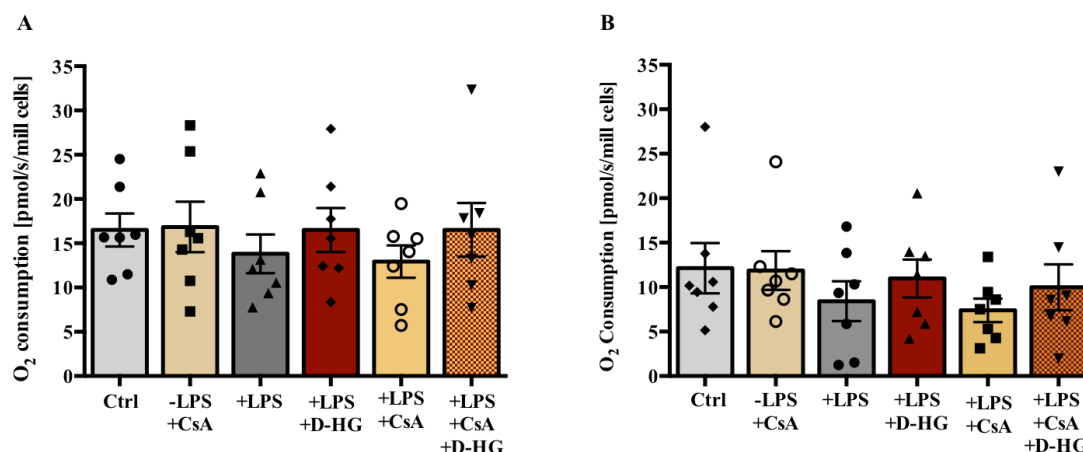 A
O₂ consumption [pmol/s/mill cells]
35
30
25
20
15
10
5
0
Ctrl
-LPS
+CsA
+LPS
+LPS
+D-HG
+LPS
+CsA
+LPS
+CsA
+D-HG
B
O₂ Consumption [pmol/s/mill cells]
35
30
25
20
15
10
5
0
Ctrl
-LPS
+CsA
+LPS
+LPS
+D-HG
+LPS
+CsA
+LPS
+CsA
+D-HG